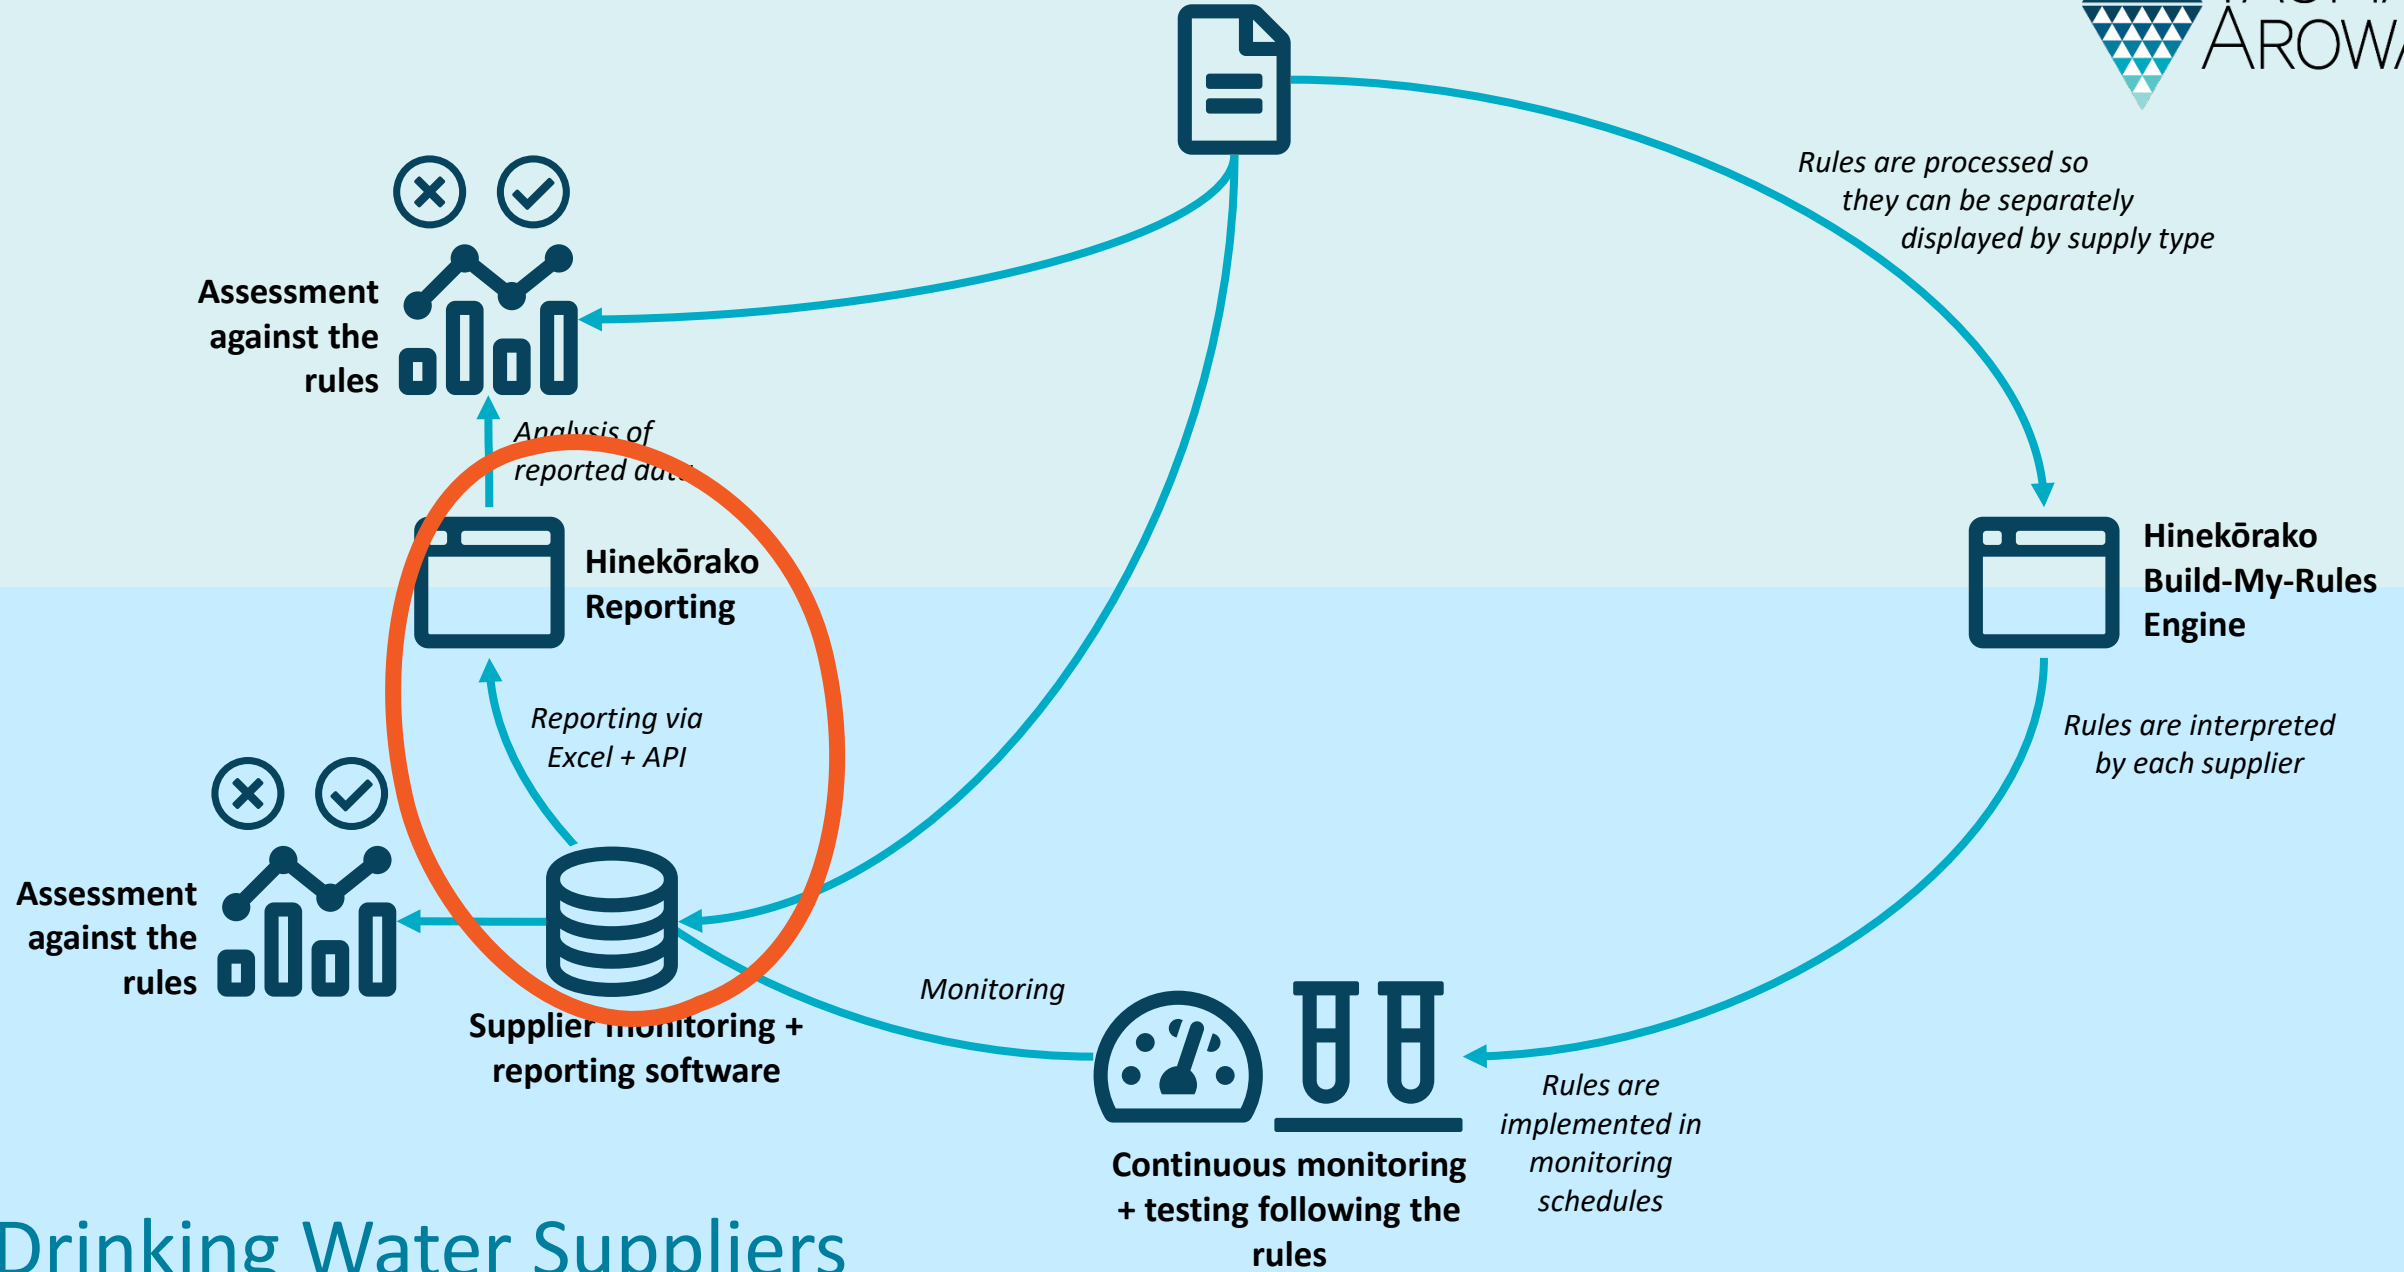 AROWA
Rules are processed so
they can be separately
displayed by supply type
Assessment
against the
rules
Analysis of
reported data
Hinekōrako
Reporting
Hinekōrako
Build-My-Rules
Engine
Reporting via
Excel + API
Rules are interpreted
by each supplier
Assessment
against the
rules
Supplier monitoring +
reporting software
Monitoring
Rules are
implemented in
monitoring
schedules
Continuous monitoring
+ testing following the
rules
Drinking Water Suppliers